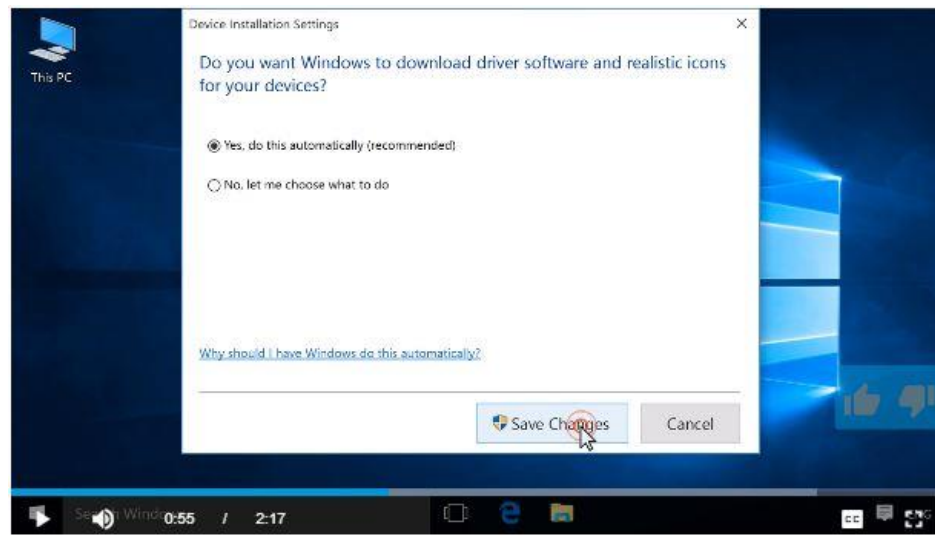 Device Installation Settings
This PC
Do you want Windows to download driver software and realistic icons
for your devices?
Yes, do this automatically (recommended)
No, let me choose what to do
Why should I have Windows do this automatically?
Save Changes
Cancel
0:55 / 2:17
CC